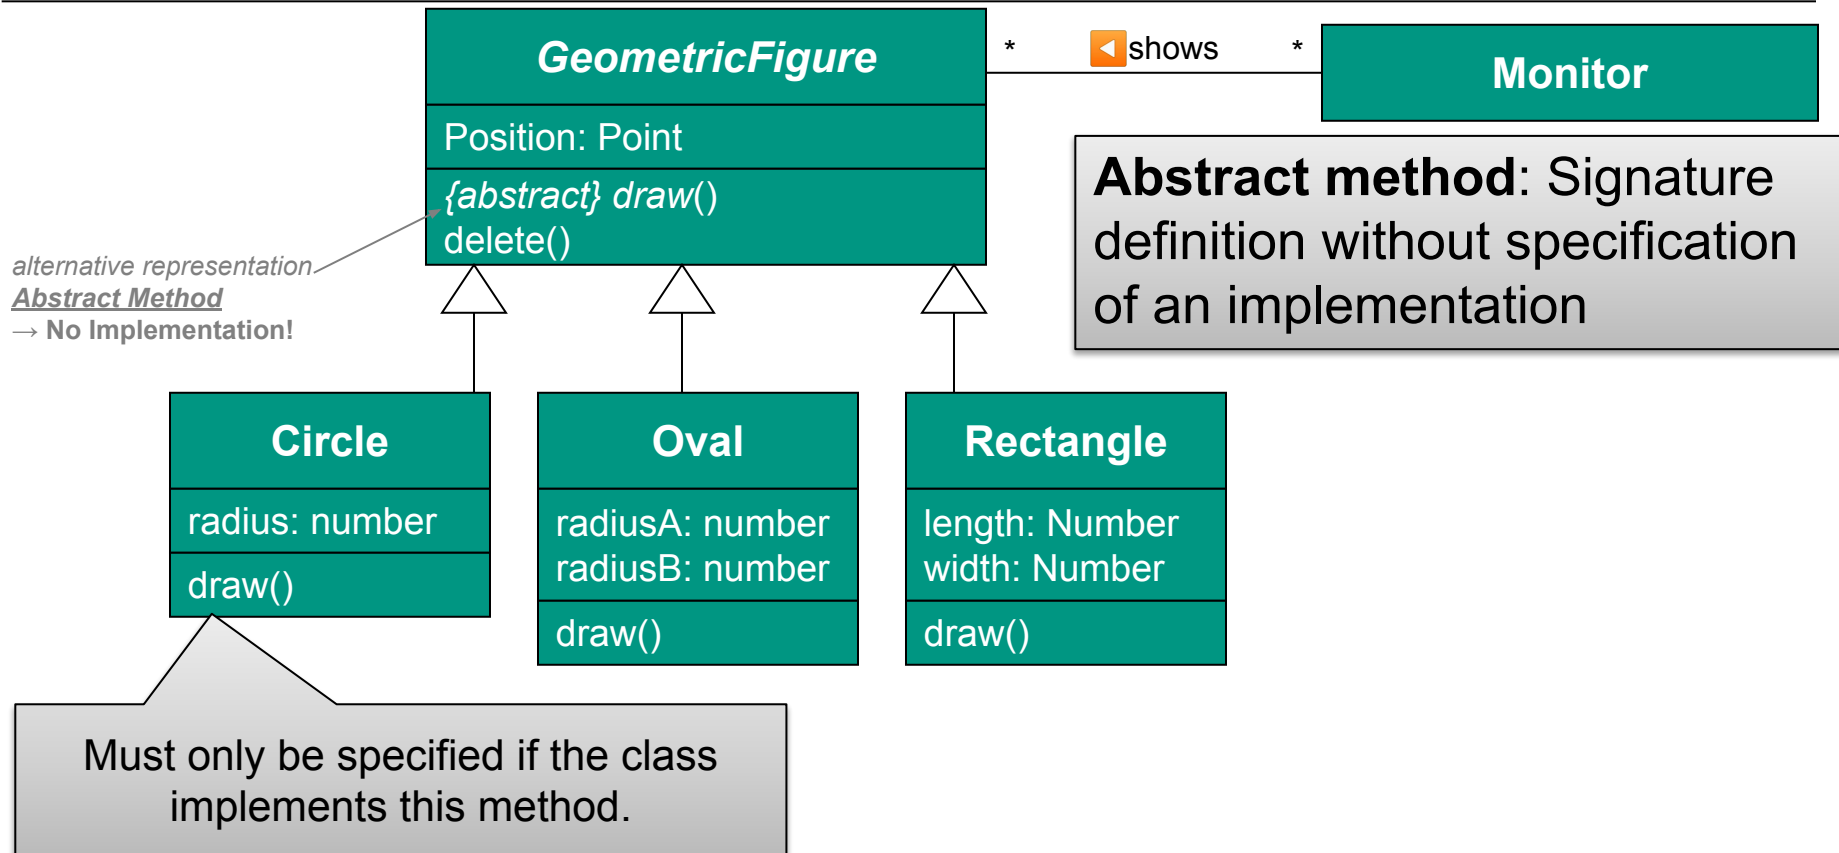 GeometricFigure
Position: Point
{abstract} draw()
delete()
* ◀shows *
Monitor
Abstract method: Signature
definition without specification
of an implementation
alternative representation
Abstract Method
→ No Implementation!
Circle
radius: number
draw()
Oval
radiusA: number
radiusB: number
draw()
Rectangle
length: Number
width: Number
draw()
Must only be specified if the class
implements this method.